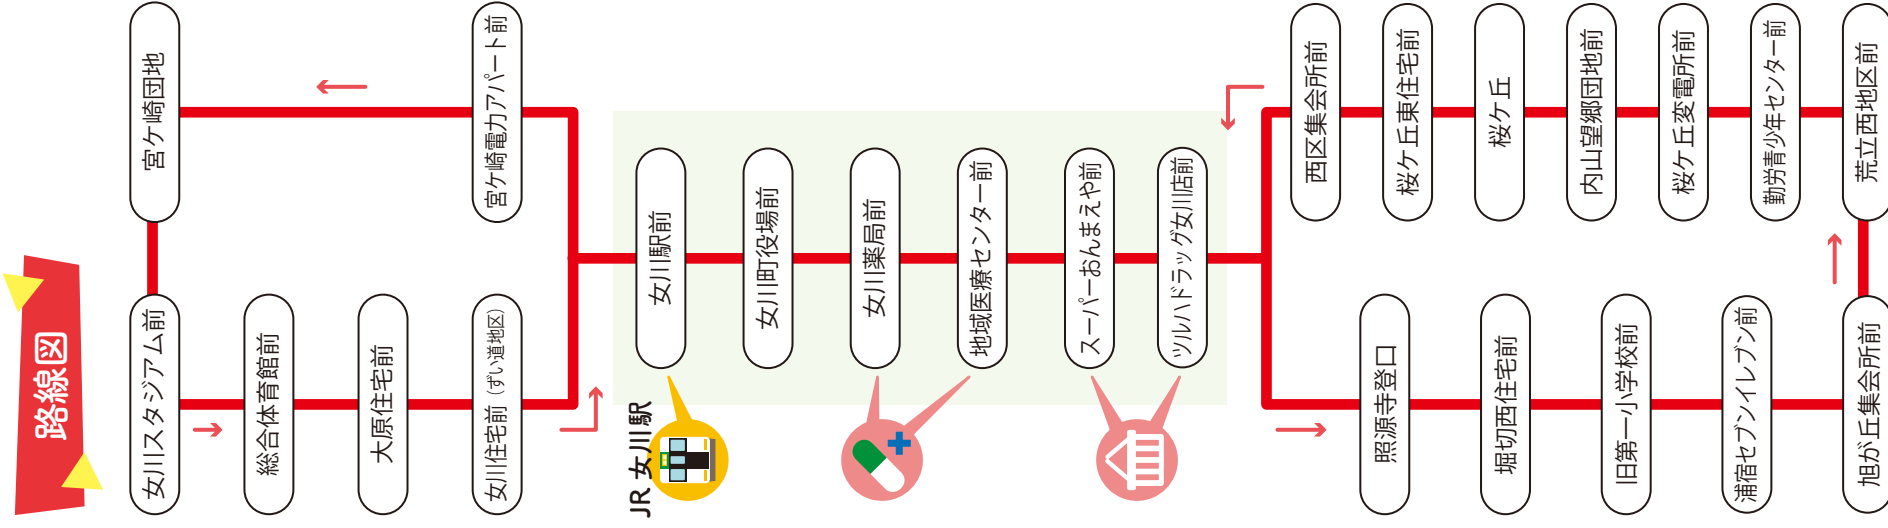 路線図
宮ケ崎団地
宮ケ崎電力アパート前
女川スタジアム前
総合体育館前
大原住宅前
女川住宅前（ずい道地区）
女川駅前
女川町役場前
女川薬局前
地域医療センター前
スーパーおんまえや前
ツルハドラッグ女川店前
JR 女川駅
西区集会所前
桜ケ丘東住宅前
桜ケ丘
内山望郷団地前
桜ケ丘変電所前
勤労青少年センター前
荒立西地区前
照源寺登口
堀切西住宅前
旧第一小学校前
浦宿セブンイレブン前
旭が丘集会所前